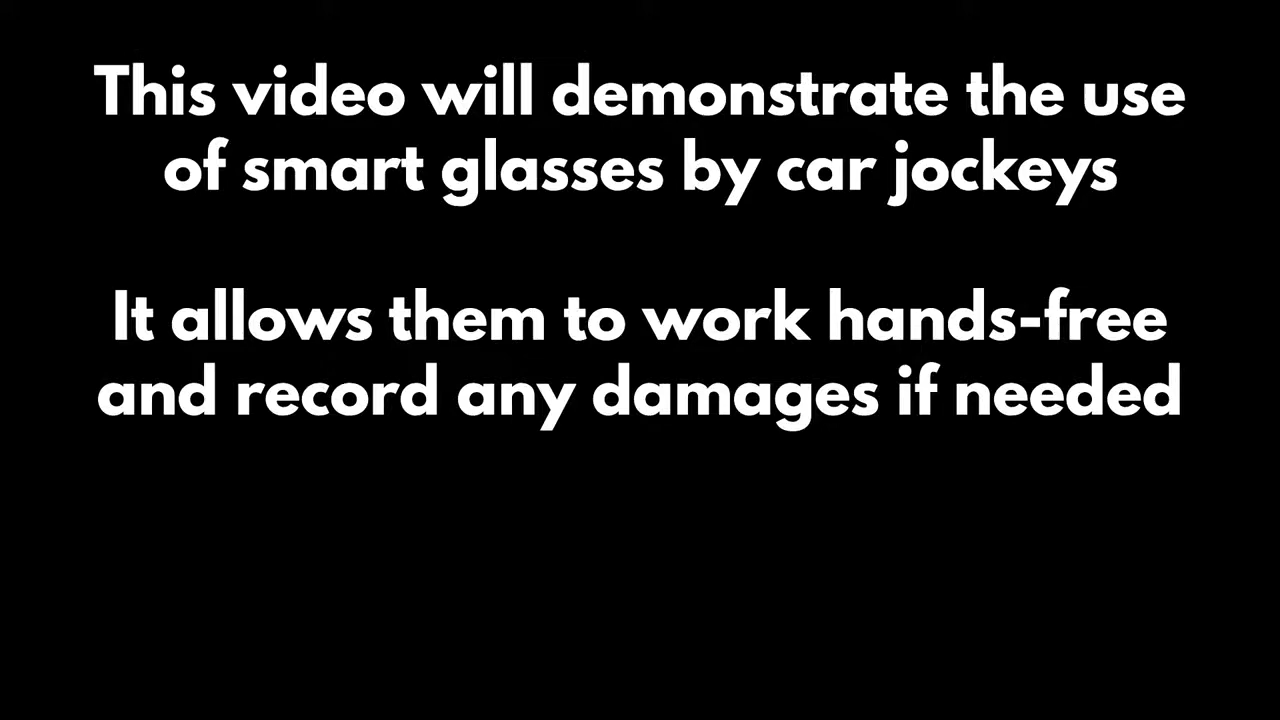 This video will demonstrate the use
of smart glasses by car jockeys
It allows them to work hands-free
and record any damages if needed